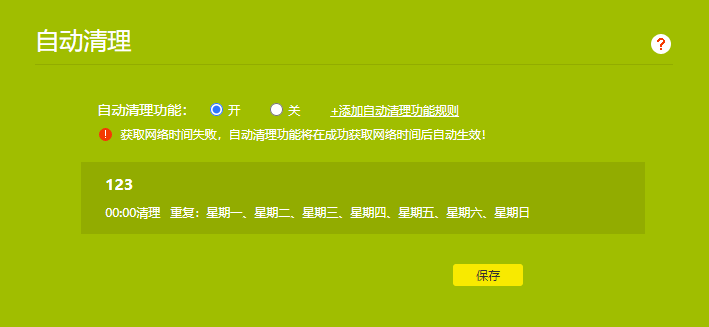 自动清理
?
自动清理功能： 开 关 +添加自动清理功能规则
! 获取网络时间失败，自动清理功能将在成功获取网络时间后自动生效！
123
00:00清理 重复：星期一、星期二、星期三、星期四、星期五、星期六、星期日
保存